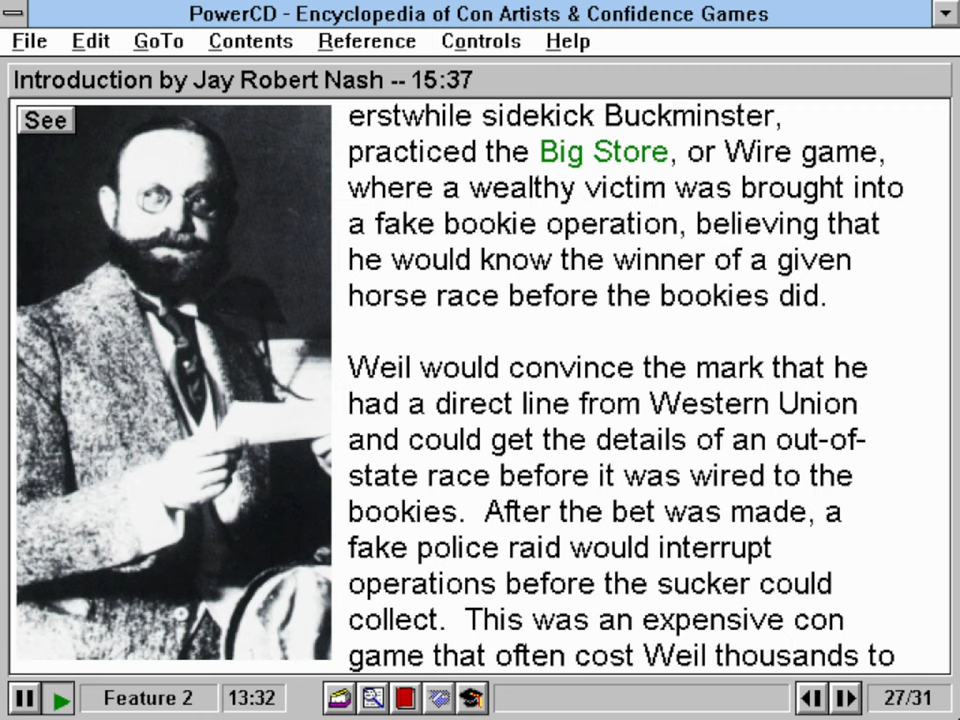 PowerCD - Encyclopedia of Con Artists & Confidence Games
File Edit GoTo Contents Reference Controls Help
Introduction by Jay Robert Nash -- 15:37
See
erstwhile sidekick Buckminster,
practiced the Big Store, or Wire game,
where a wealthy victim was brought into
a fake bookie operation, believing that
he would know the winner of a given
horse race before the bookies did.
Weil would convince the mark that he
had a direct line from Western Union
and could get the details of an out-of-
state race before it was wired to the
bookies.  After the bet was made, a
fake police raid would interrupt
operations before the sucker could
collect.  This was an expensive con
game that often cost Weil thousands to
Feature 2 13:32 27/31